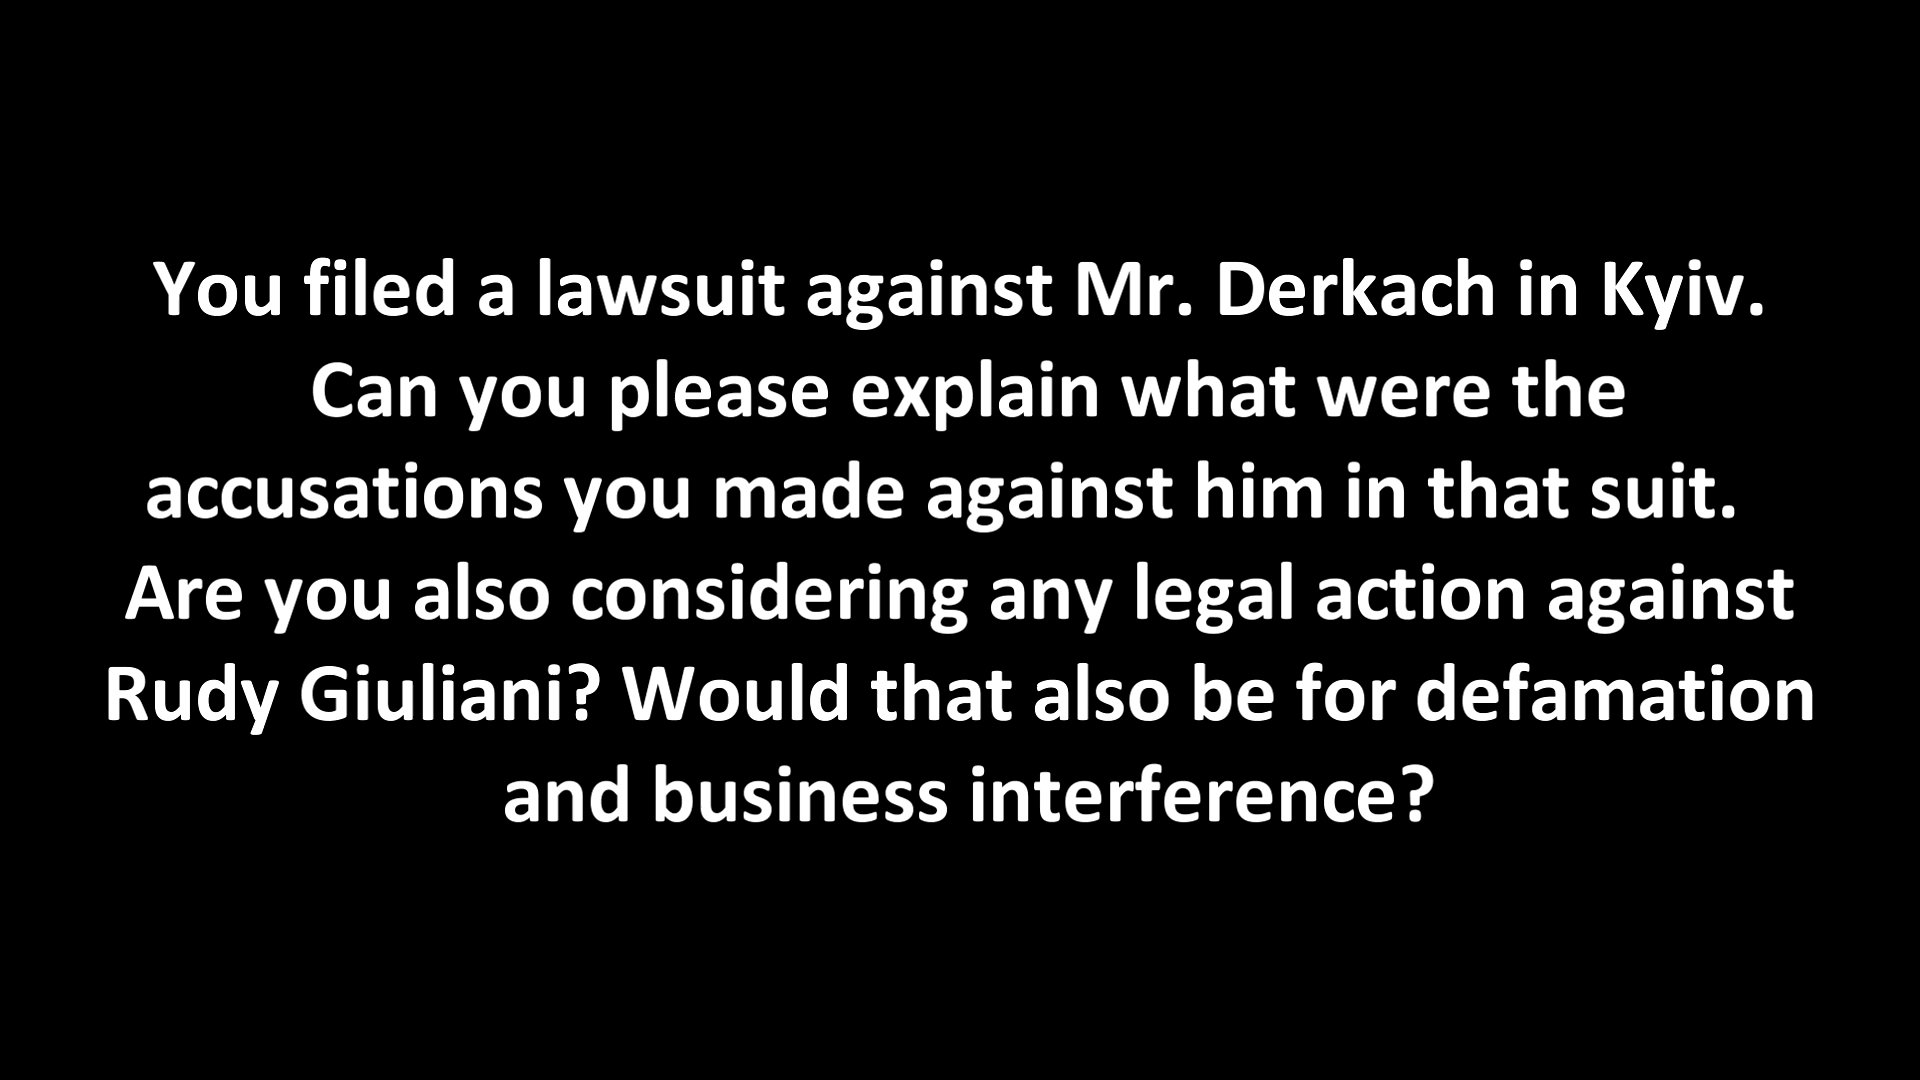 You filed a lawsuit against Mr. Derkach in Kyiv.
Can you please explain what were the
accusations you made against him in that suit.
Are you also considering any legal action against
Rudy Giuliani? Would that also be for defamation
and business interference?